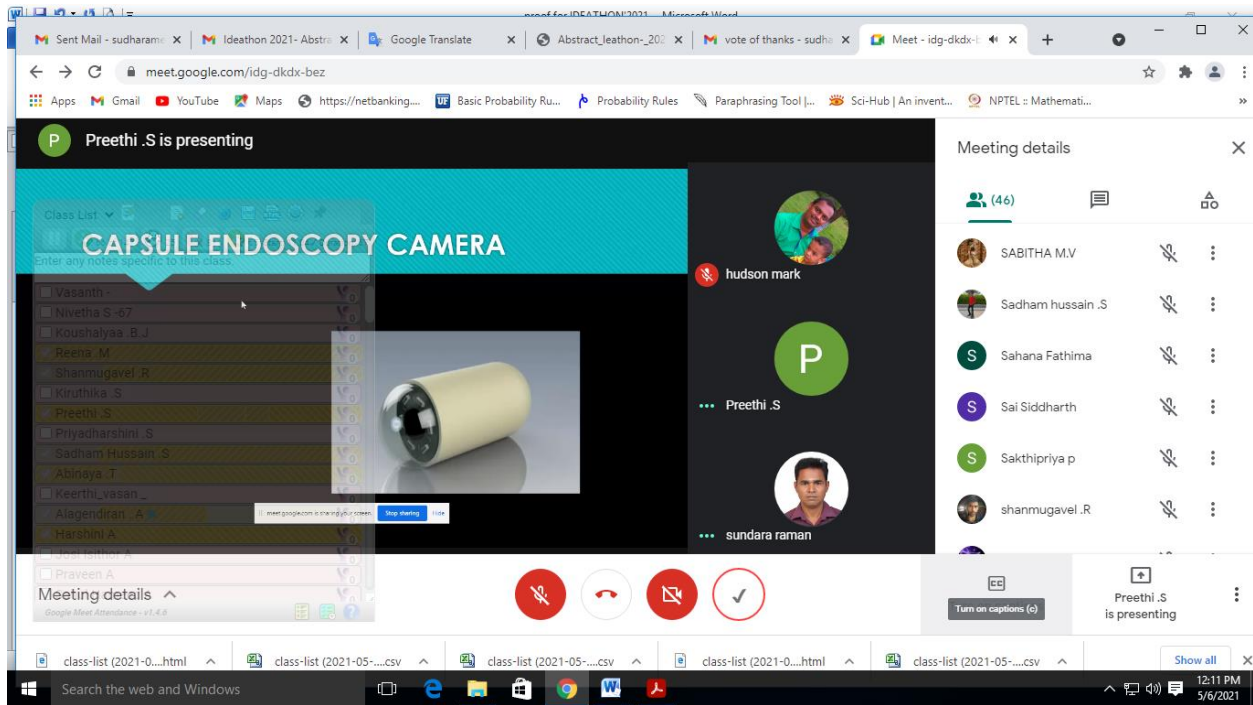 proof for IDEATHON'2021 - Microsoft Word
Sent Mail - sudharame
Ideathon 2021- Abstra
Google Translate
Abstract_Ieathon-_202
vote of thanks - sudha
Meet - idg-dkdx-b
meet.google.com/idg-dkdx-bez
Apps
Gmail
YouTube
Maps
https://netbanking....
Basic Probability Ru...
Probability Rules
Paraphrasing Tool |...
Sci-Hub | An invent...
NPTEL :: Mathemati...
»
P
Preethi .S is presenting
Class List
CAPSULE ENDOSCOPY CAMERA
Enter any notes specific to this class.
Vasanth -
Nivetha S -67
Koushalyaa .B.J
Reena .M
Shanmugavel .R
Kiruthika .S
Preethi .S
Priyadharshini .S
Sadham Hussain .S
Abinaya .T
Keerthi_vasan _
Alagendiran . A
Harshini A
Josi Isithor A
Praveen A
meet.google.com is sharing your screen.
Stop sharing
Hide
Meeting details
Google Meet Attendance - v1.4.6
hudson mark
P
Preethi .S
sundara raman
Meeting details
(46)
SABITHA M.V
Sadham hussain .S
S
Sahana Fathima
S
Sai Siddharth
S
Sakthipriya p
shanmugavel .R
CC
Turn on captions (c)
Preethi .S
is presenting
class-list (2021-0....html
class-list (2021-05-....csv
class-list (2021-05-....csv
class-list (2021-0....html
class-list (2021-05-....csv
Show all
Search the web and Windows
12:11 PM
5/6/2021